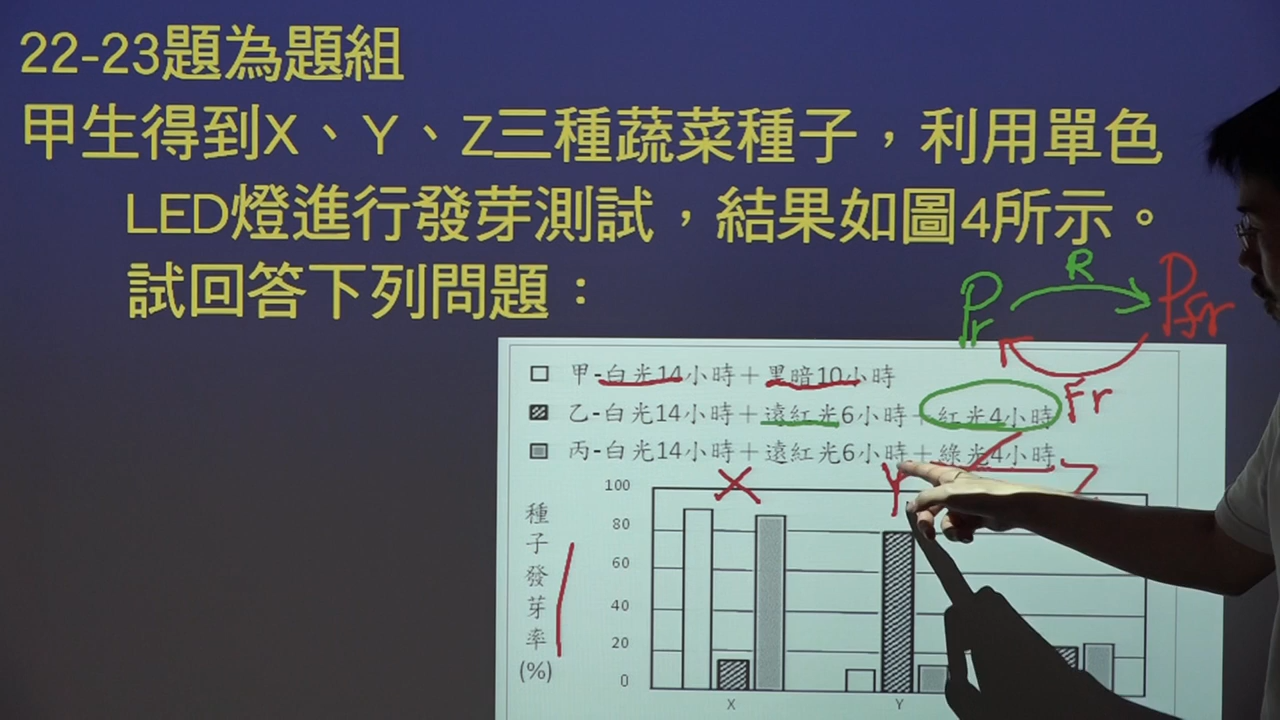 22-23題為題組
甲生得到X、Y、Z三種蔬菜種子，利用單色
LED燈進行發芽測試，結果如圖4所示。
試回答下列問題：
Pr R Pfr
Fr
甲-白光14小時＋黑暗10小時
乙-白光14小時＋遠紅光6小時＋紅光4小時
丙-白光14小時＋遠紅光6小時＋綠光4小時
X Y Z
種子發芽率(%)
100
80
60
40
20
0
X Y